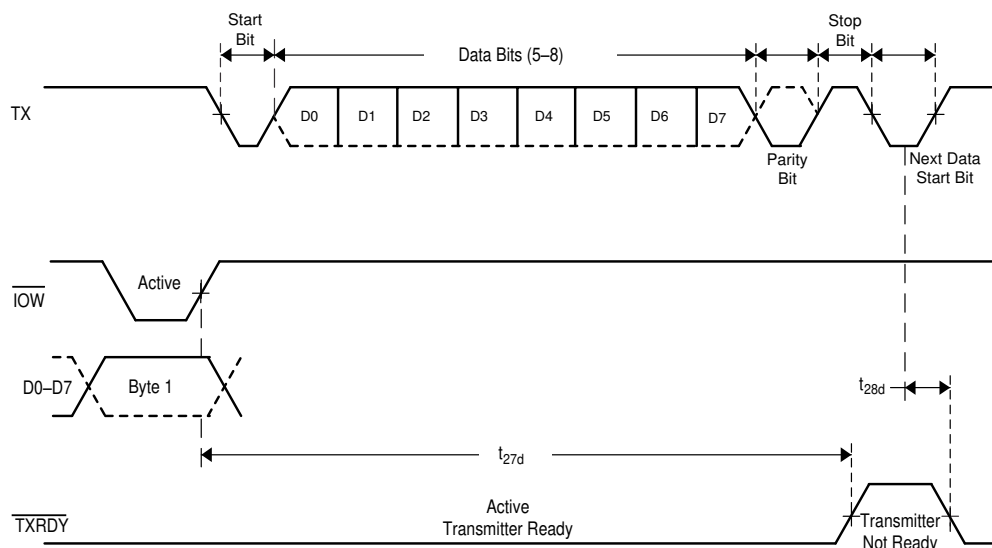 Start
Bit
Data Bits (5–8)
Stop
Bit
TX
D0 D1 D2 D3 D4 D5 D6 D7
Parity
Bit
Next Data
Start Bit
IOW
Active
D0–D7
Byte 1
t28d
t27d
TXRDY
Active
Transmitter Ready
Transmitter
Not Ready